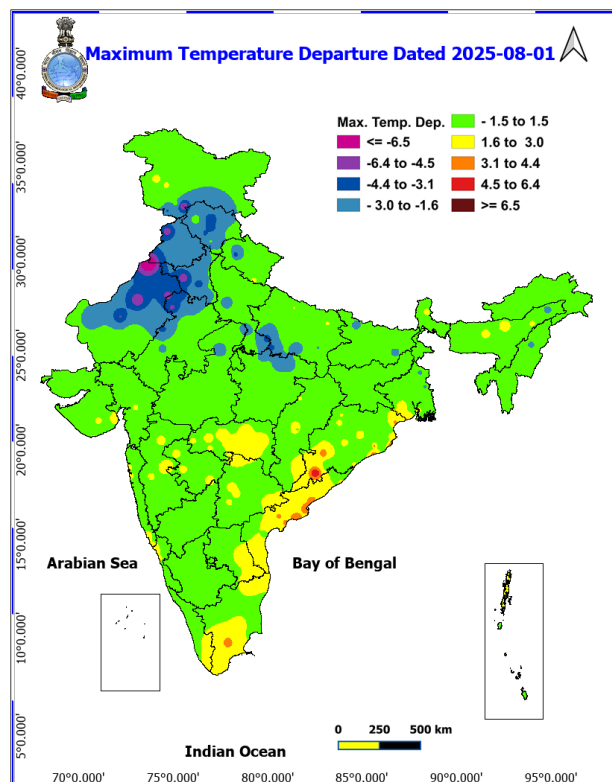 Maximum Temperature Departure Dated 2025-08-01
Max. Temp. Dep.
<= -6.5
-6.4 to -4.5
-4.4 to -3.1
- 3.0 to -1.6
- 1.5 to 1.5
1.6 to 3.0
3.1 to 4.4
4.5 to 6.4
>= 6.5
40°0.000'
35°0.000'
30°0.000'
25°0.000'
20°0.000'
15°0.000'
10°0.000'
5°0.000'
Arabian Sea
Bay of Bengal
0 250 500 km
Indian Ocean
70°0.000' 75°0.000' 80°0.000' 85°0.000' 90°0.000' 95°0.000'